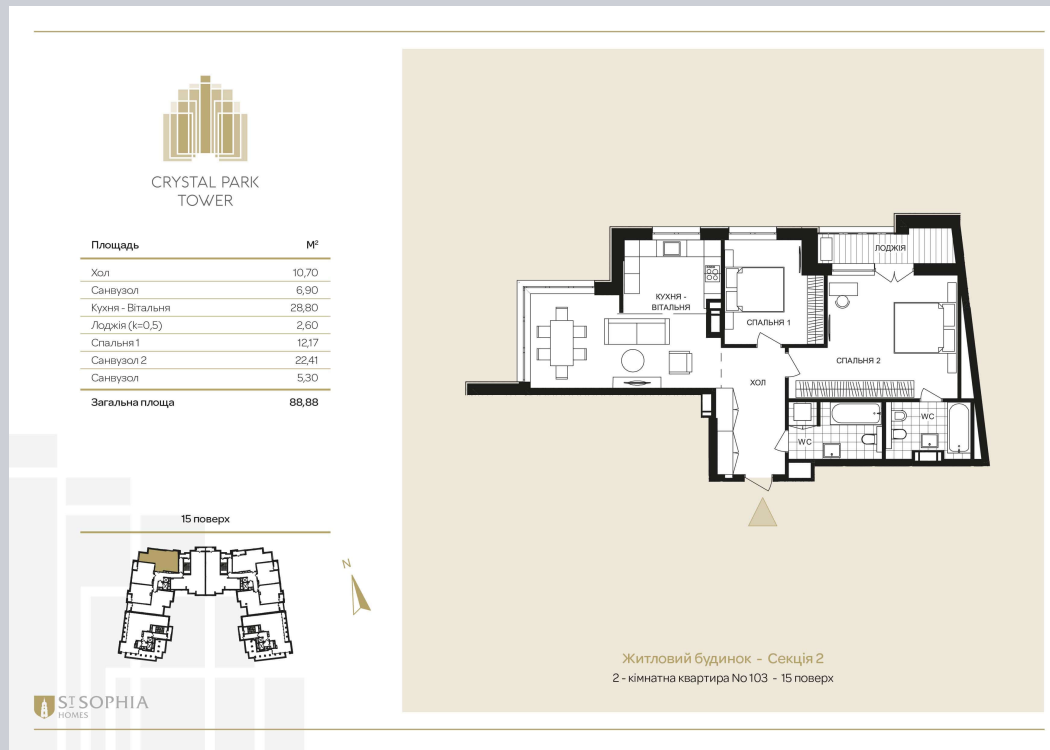 CRYSTAL PARK
TOWER
Площадь М²
Хол 10,70
Санвузол 6,90
Кухня - Вітальня 28,80
Лоджія (k=0,5) 2,60
Спальня 1 12,17
Санвузол 2 22,41
Санвузол 5,30
Загальна площа 88,88
15 поверх
N
ST SOPHIA
HOMES
ЛОДЖІЯ
КУХНЯ -
ВІТАЛЬНЯ
СПАЛЬНЯ 1
СПАЛЬНЯ 2
ХОЛ
WC
WC
Житловий будинок - Секція 2
2 - кімнатна квартира No 103 - 15 поверх